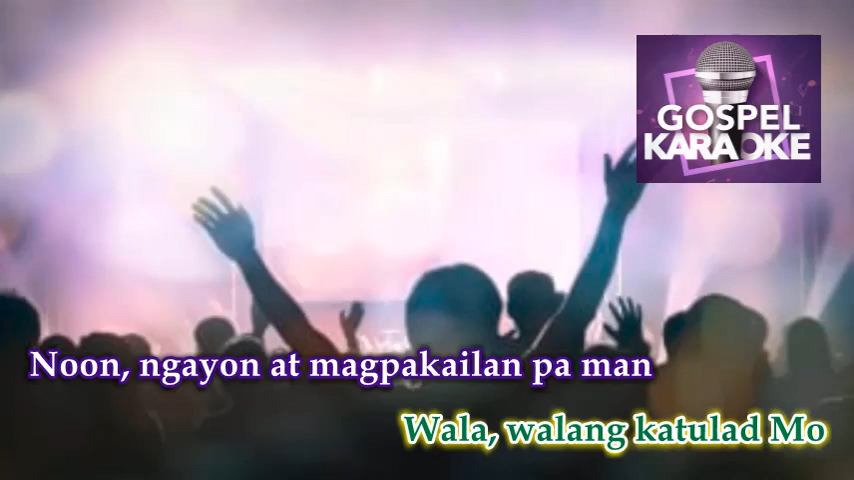 GOSPEL
KARAOKE
Noon, ngayon at magpakailan pa man
Wala, walang katulad Mo